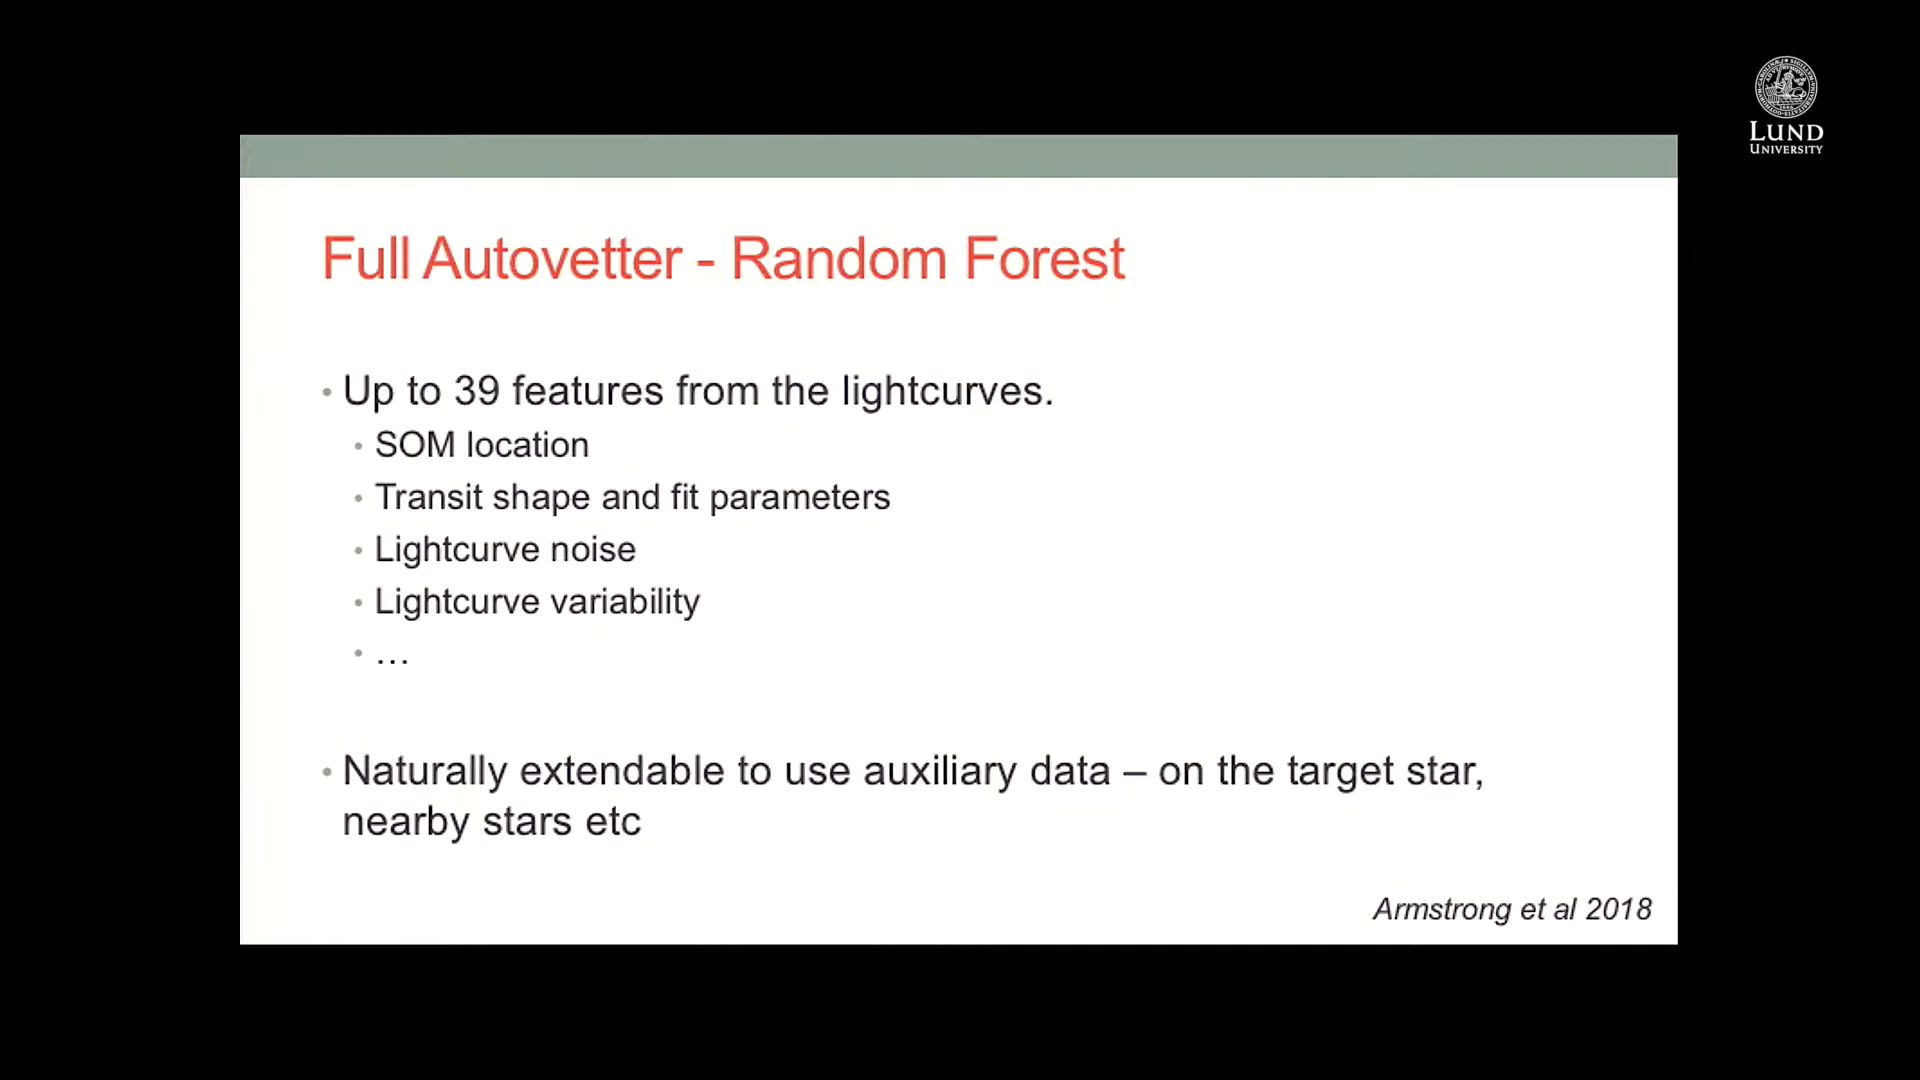 LUND
UNIVERSITY
Full Autovetter - Random Forest
• Up to 39 features from the lightcurves.
• SOM location
• Transit shape and fit parameters
• Lightcurve noise
• Lightcurve variability
• …
• Naturally extendable to use auxiliary data – on the target star,
nearby stars etc
Armstrong et al 2018